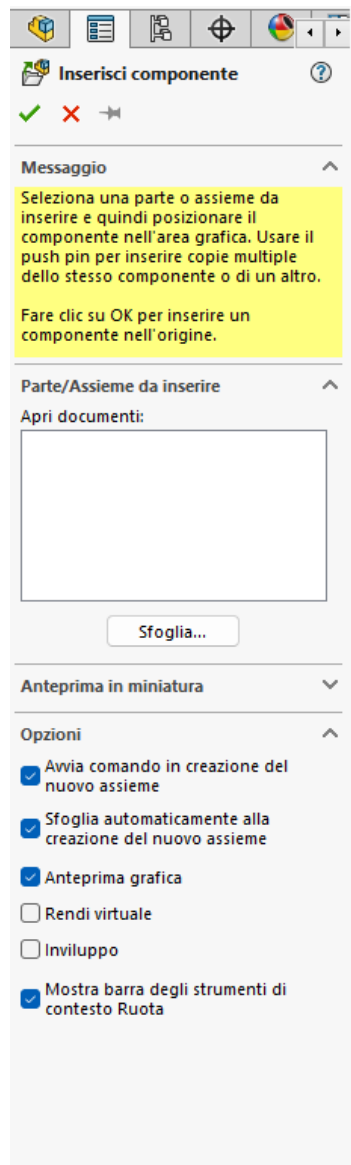 Inserisci componente
Messaggio
Seleziona una parte o assieme da
inserire e quindi posizionare il
componente nell'area grafica. Usare il
push pin per inserire copie multiple
dello stesso componente o di un altro.
Fare clic su OK per inserire un
componente nell'origine.
Parte/Assieme da inserire
Apri documenti:
Sfoglia...
Anteprima in miniatura
Opzioni
Avvia comando in creazione del
nuovo assieme
Sfoglia automaticamente alla
creazione del nuovo assieme
Anteprima grafica
Rendi virtuale
Inviluppo
Mostra barra degli strumenti di
contesto Ruota